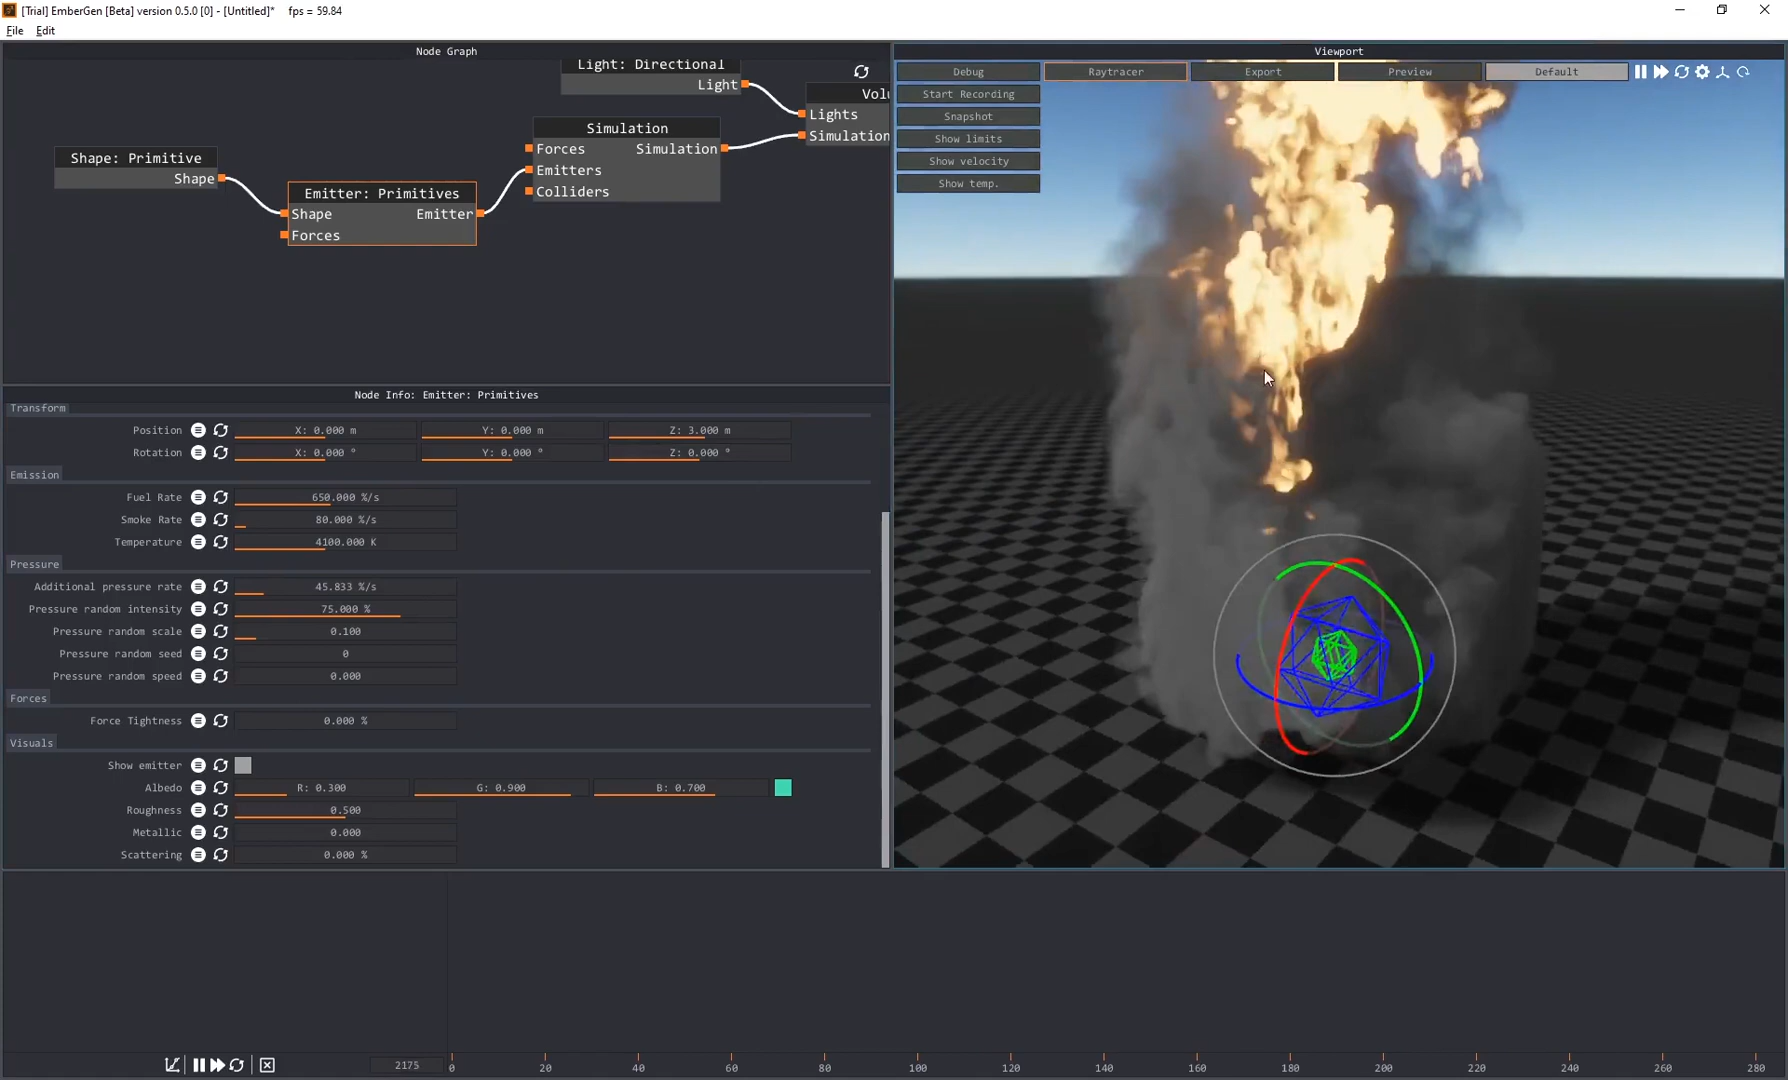 [Trial] EmberGen [Beta] version 0.5.0 [0] - [Untitled]*    fps = 59.84
File Edit
Node Graph
Light: Directional
Light
Volu
Lights
Simulation
Simulation
Forces Simulation
Emitters
Colliders
Shape: Primitive
Shape
Emitter: Primitives
Shape Emitter
Forces
Node Info: Emitter: Primitives
Transform
Position X: 0.000 m Y: 0.000 m Z: 3.000 m
Rotation X: 0.000 ° Y: 0.000 ° Z: 0.000 °
Emission
Fuel Rate 650.000 %/s
Smoke Rate 80.000 %/s
Temperature 4100.000 K
Pressure
Additional pressure rate 45.833 %/s
Pressure random intensity 75.000 %
Pressure random scale 0.100
Pressure random seed 0
Pressure random speed 0.000
Forces
Force Tightness 0.000 %
Visuals
Show emitter
Albedo R: 0.300 G: 0.900 B: 0.700
Roughness 0.500
Metallic 0.000
Scattering 0.000 %
Viewport
Debug Raytracer Export Preview Default
Start Recording
Snapshot
Show limits
Show velocity
Show temp.
2175 0 20 40 60 80 100 120 140 160 180 200 220 240 260 280